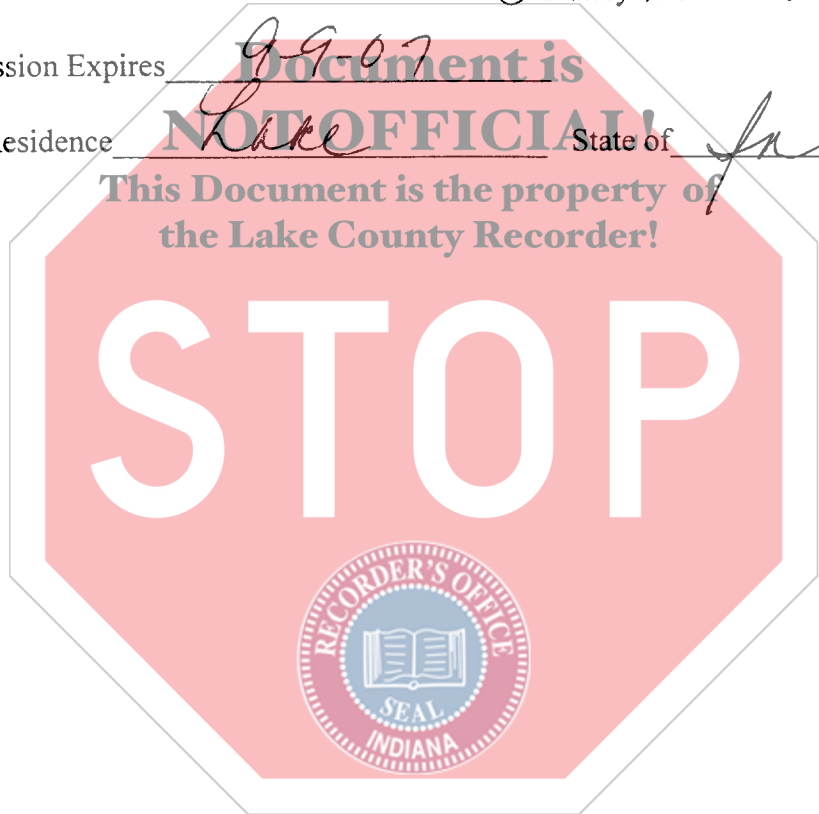 ssion Expires 9-9-07
Document is
esidence Lake State of In
NOT OFFICIAL!
This Document is the property of
the Lake County Recorder!
STOP
RECORDER'S OFFICE
SEAL
INDIANA